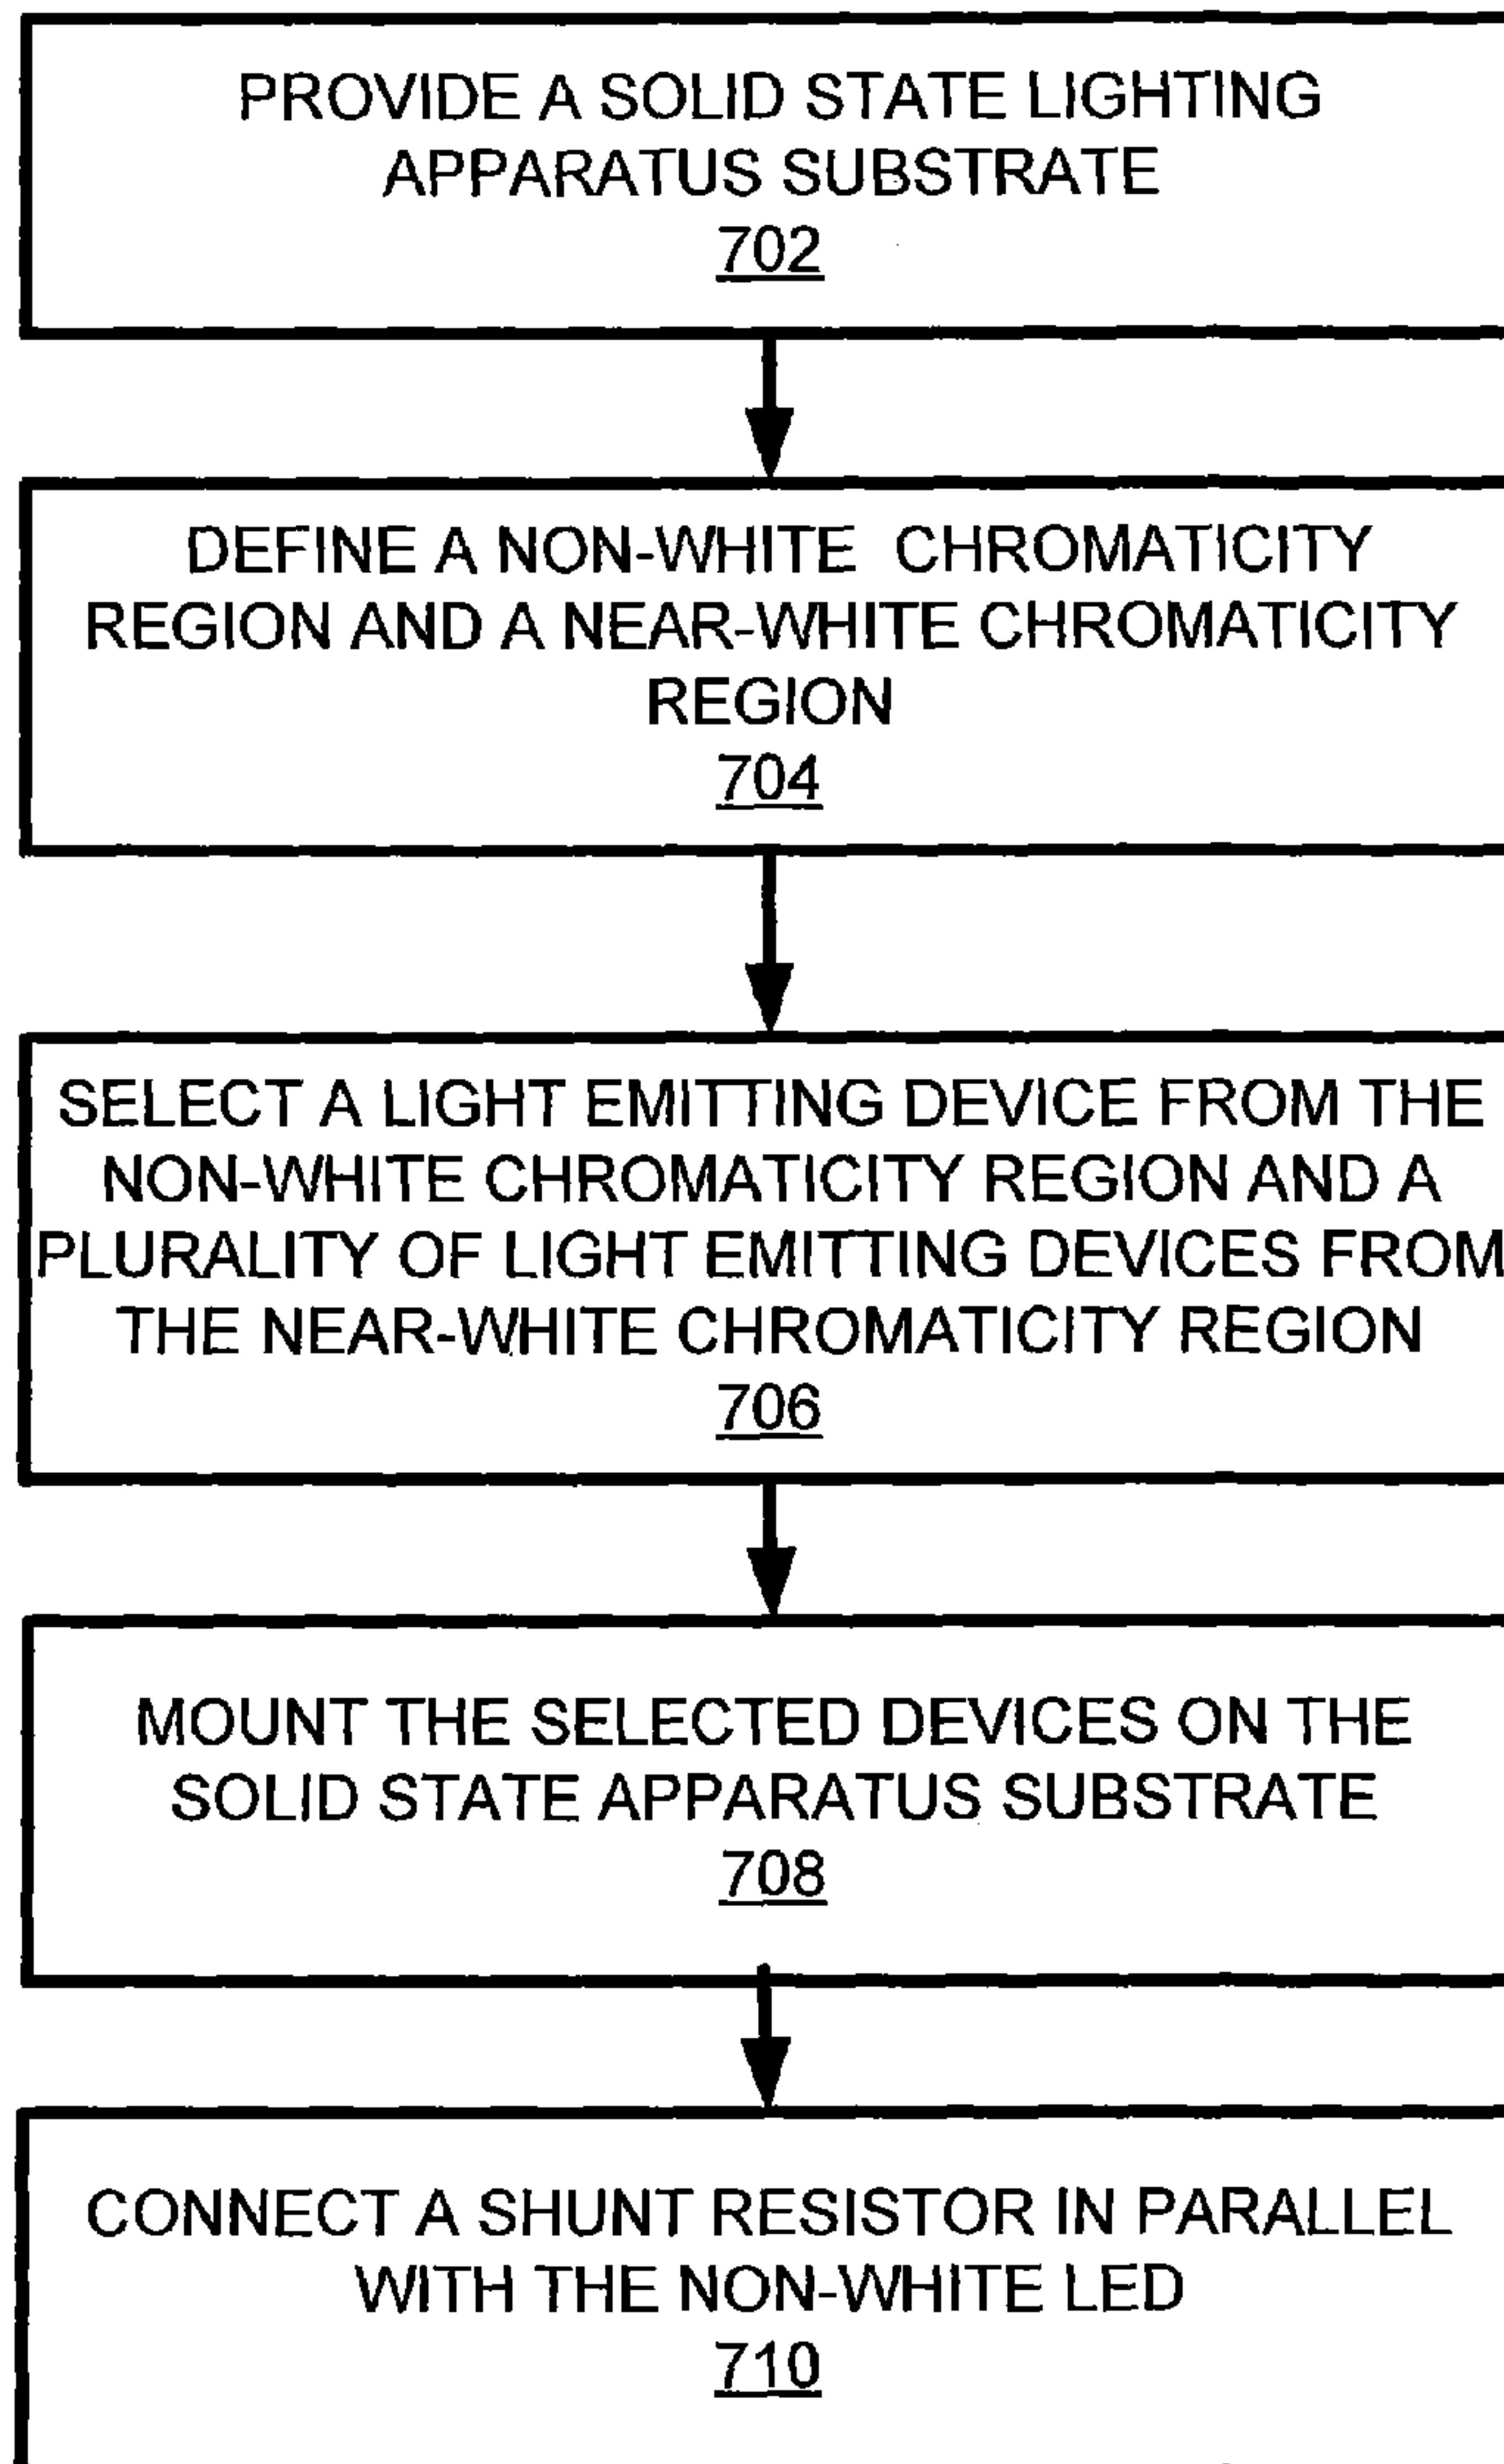 PROVIDE A SOLID STATE LIGHTING
APPARATUS SUBSTRATE
702
DEFINE A NON-WHITE CHROMATICITY
REGION AND A NEAR-WHITE CHROMATICITY
REGION
704
SELECT A LIGHT EMITTING DEVICE FROM THE
NON-WHITE CHROMATICITY REGION AND A
PLURALITY OF LIGHT EMITTING DEVICES FROM
THE NEAR-WHITE CHROMATICITY REGION
706
MOUNT THE SELECTED DEVICES ON THE
SOLID STATE APPARATUS SUBSTRATE
708
CONNECT A SHUNT RESISTOR IN PARALLEL
WITH THE NON-WHITE LED
710